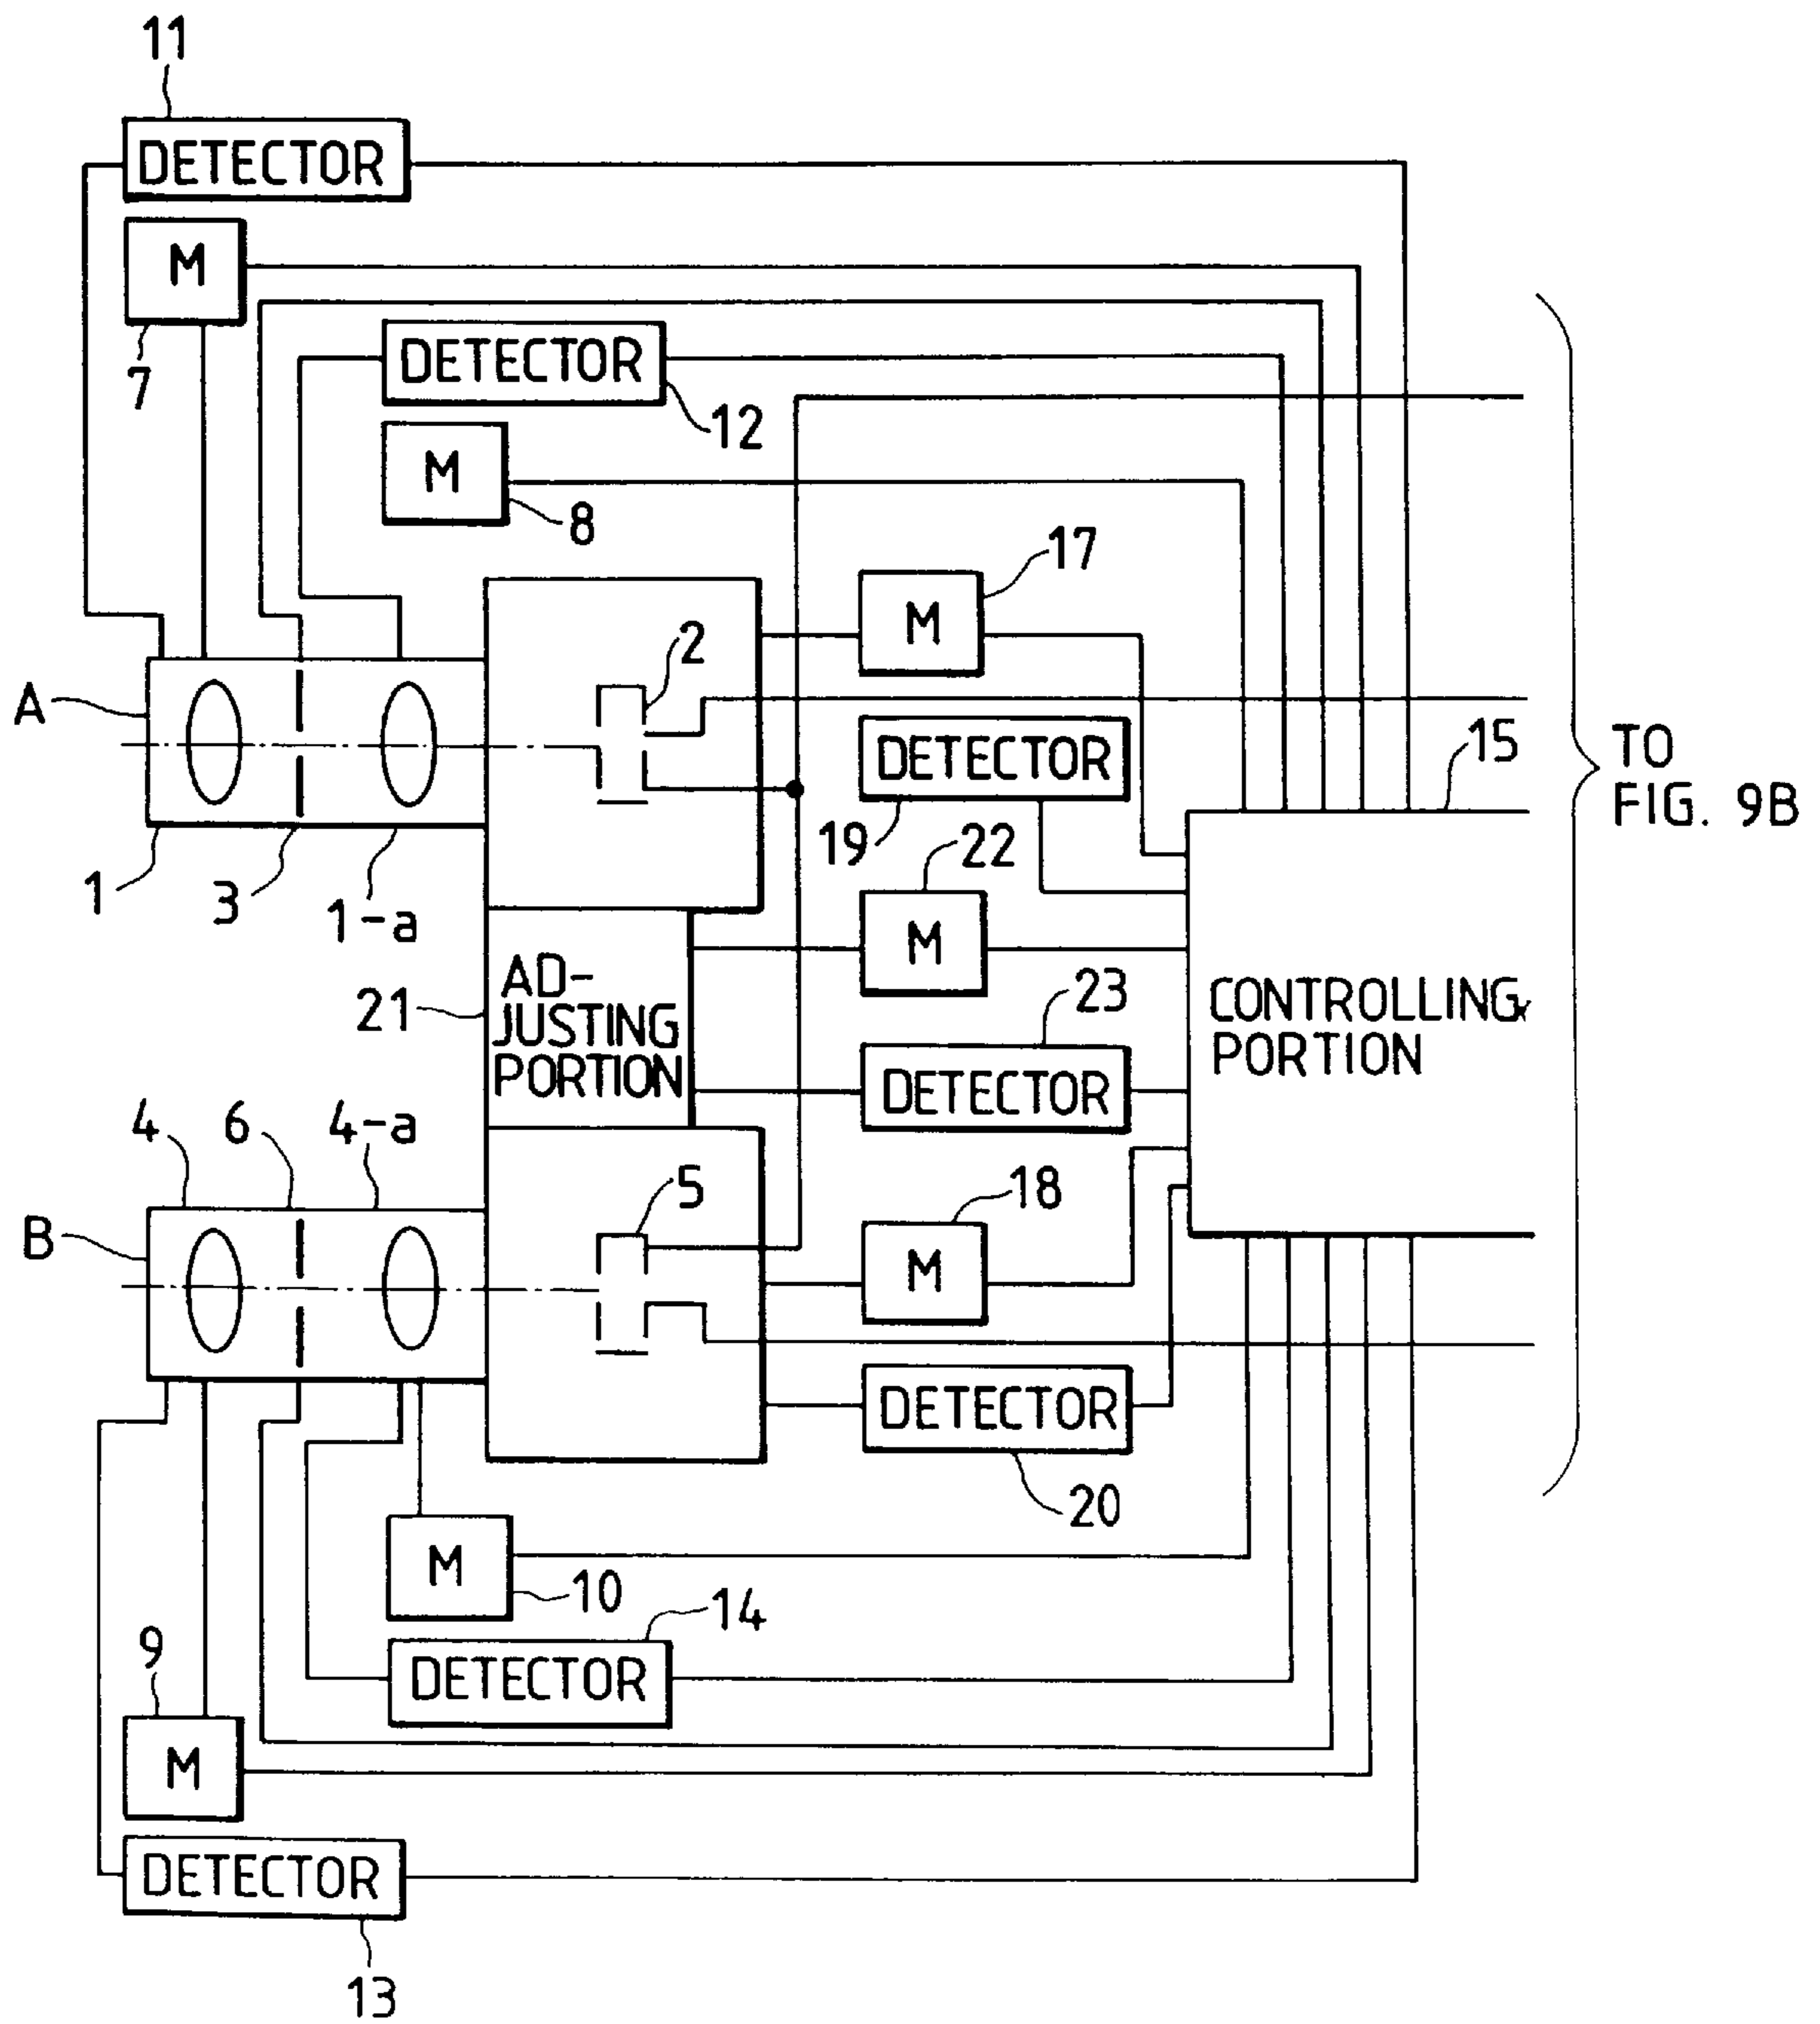 11
DETECTOR
M
7
DETECTOR
12
M
8
17
M
2
A
DETECTOR
15
TO
FIG. 9B
19
22
1
3
1-a
M
AD-
JUSTING
PORTION
21
23
CONTROLLING
PORTION
DETECTOR
4
6
4-a
5
18
B
M
DETECTOR
20
M
10
14
9
DETECTOR
M
DETECTOR
13